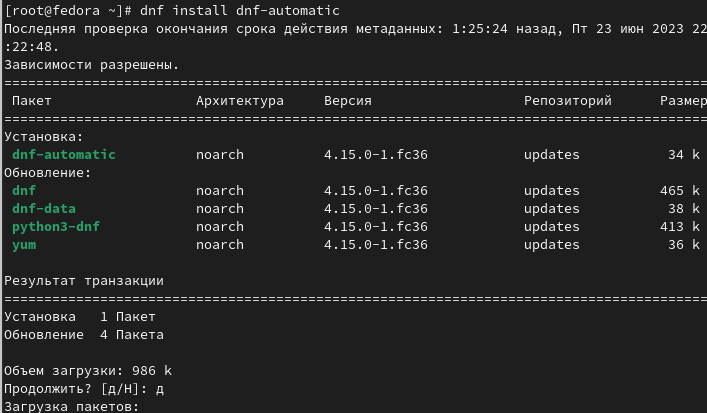 [root@fedora ~]# dnf install dnf-automatic
Последняя проверка окончания срока действия метаданных: 1:25:24 назад, Пт 23 июн 2023 22
:22:48.
Зависимости разрешены.
========================================================================================
Пакет Архитектура Версия Репозиторий Размер
========================================================================================
Установка:
dnf-automatic noarch 4.15.0-1.fc36 updates 34 k
Обновление:
dnf noarch 4.15.0-1.fc36 updates 465 k
dnf-data noarch 4.15.0-1.fc36 updates 38 k
python3-dnf noarch 4.15.0-1.fc36 updates 413 k
yum noarch 4.15.0-1.fc36 updates 36 k
Результат транзакции
========================================================================================
Установка 1 Пакет
Обновление 4 Пакета
Объем загрузки: 986 k
Продолжить? [д/Н]: д
Загрузка пакетов: